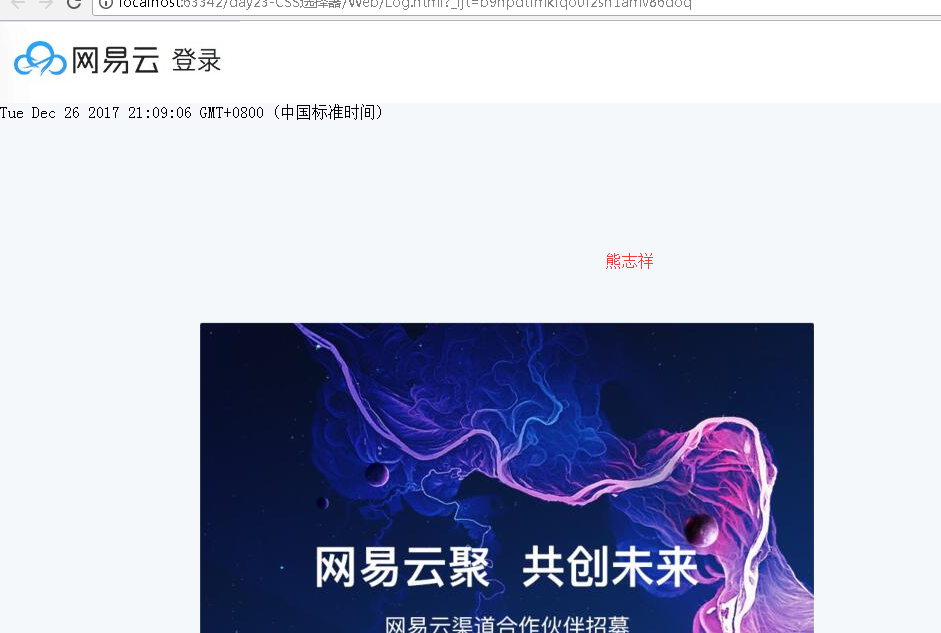 localhost:63342/day23-CSS选择器/Web/Log.html?_ijt=
网易云 登录
Tue Dec 26 2017 21:09:06 GMT+0800 (中国标准时间)
熊志祥
网易云聚 共创未来
网易云渠道合作伙伴招募